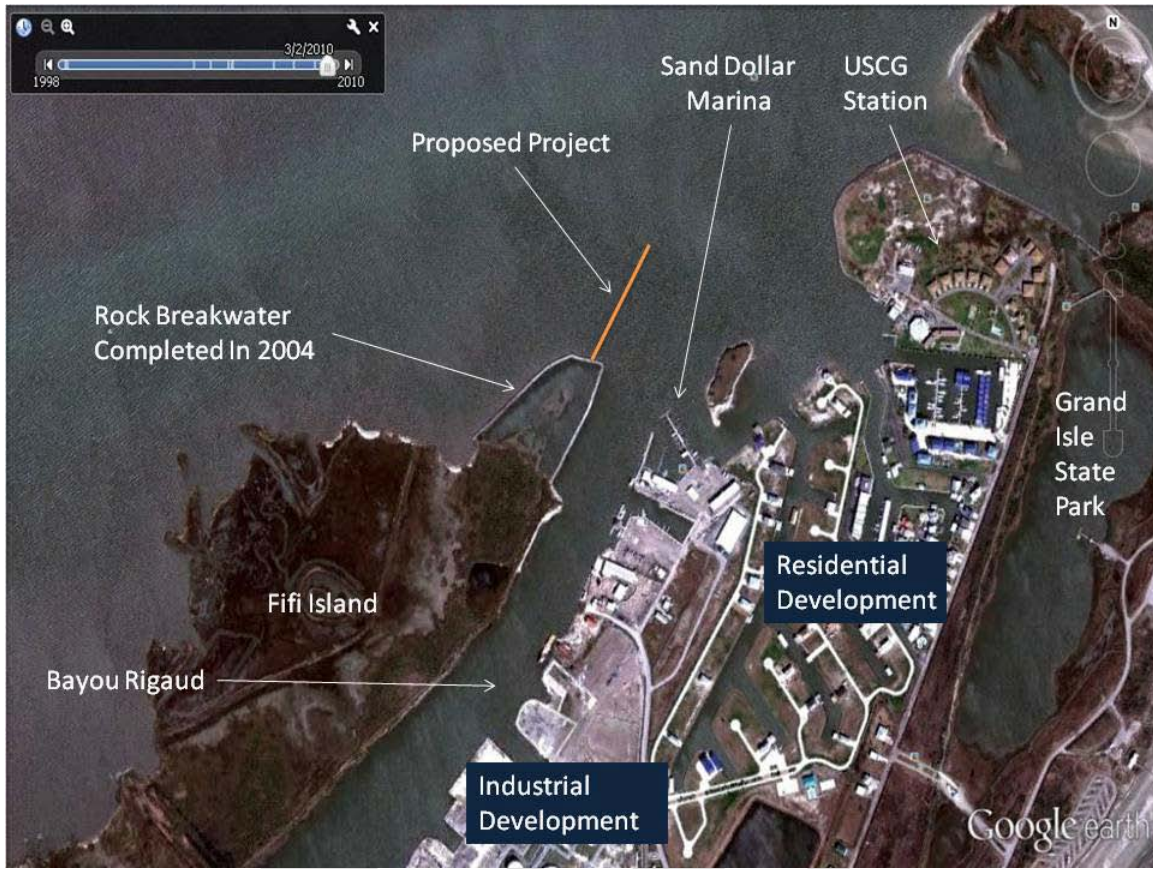 3/2/2010
1998
2010
N
Sand Dollar
Marina
USCG
Station
Proposed Project
Rock Breakwater
Completed In 2004
Grand
Isle
State
Park
Residential
Development
Fifi Island
Bayou Rigaud
Industrial
Development
Google earth